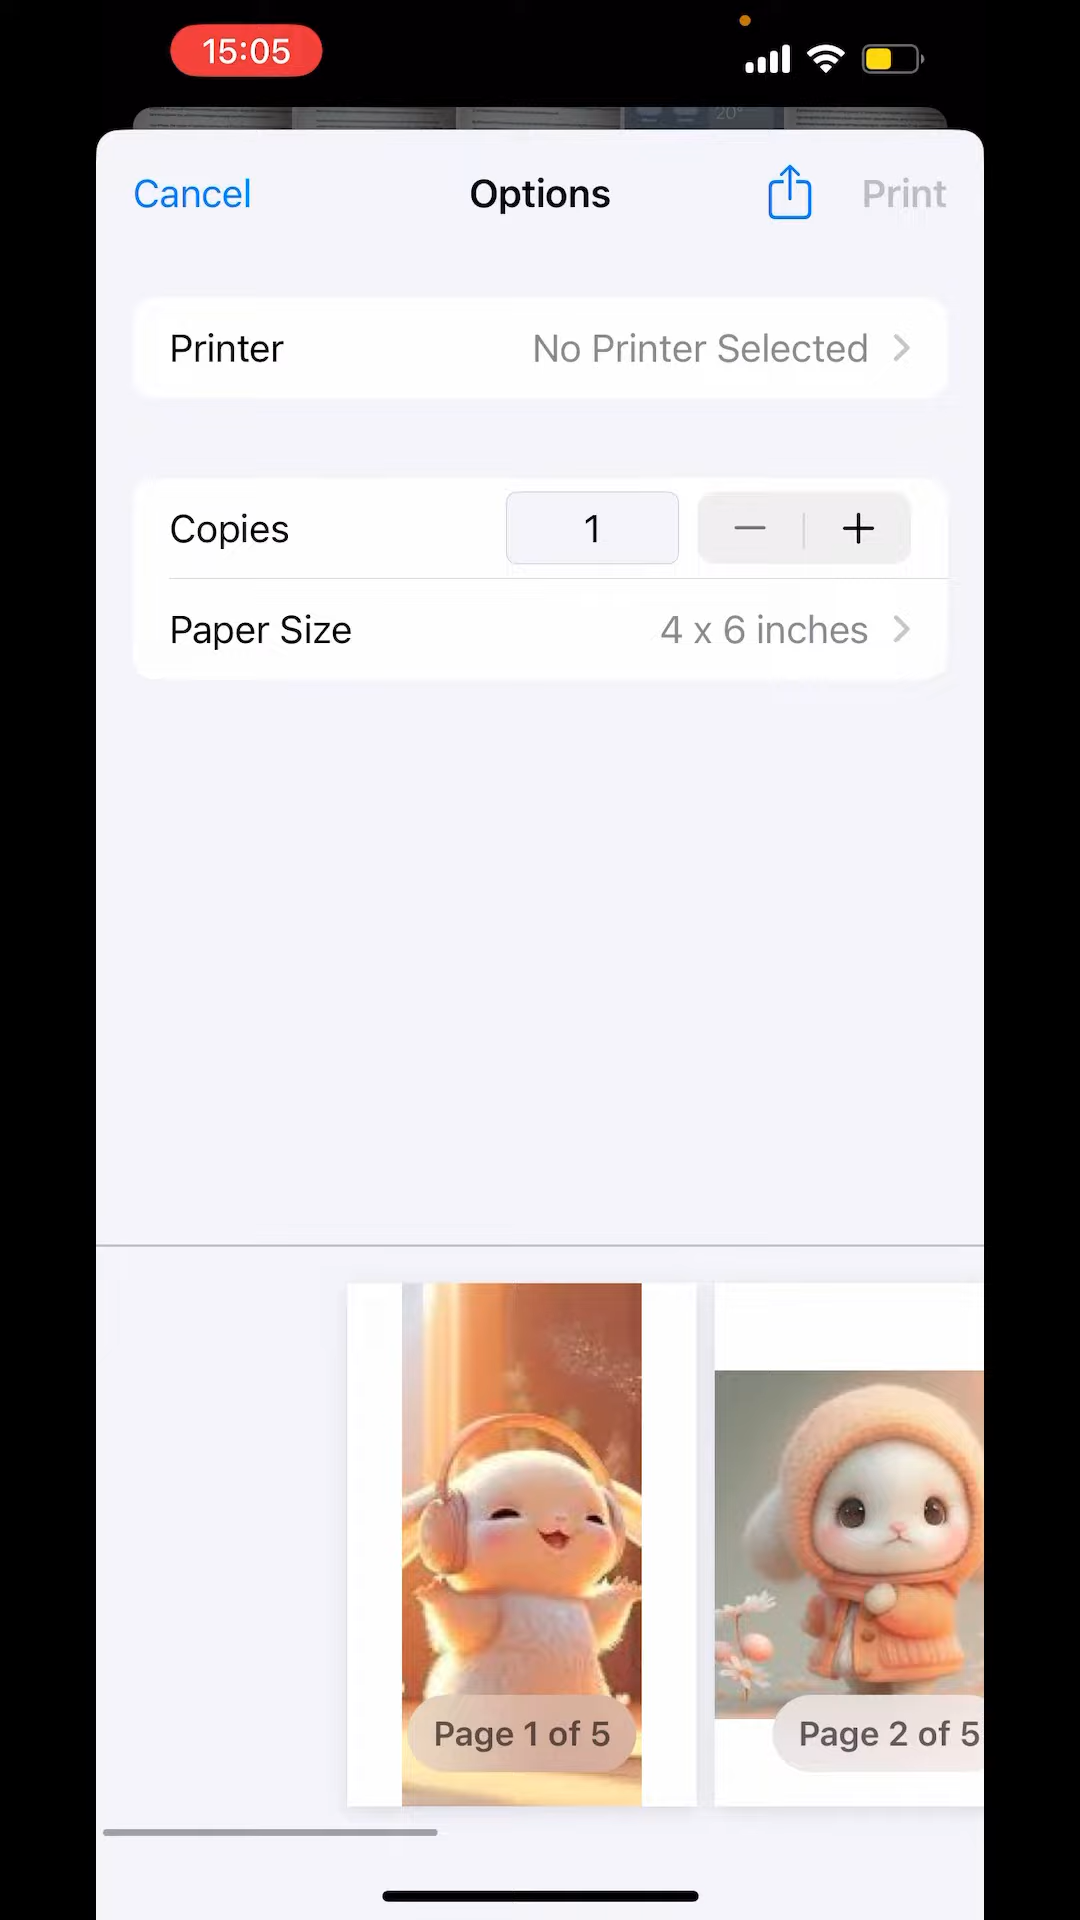 15:05
20°
Cancel Options Print
Printer No Printer Selected
Copies 1
Paper Size 4 x 6 inches
Page 1 of 5 Page 2 of 5